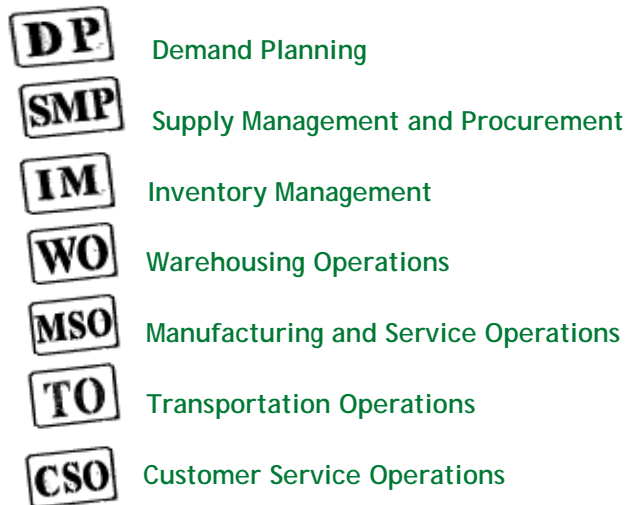 DP Demand Planning
SMP Supply Management and Procurement
IM Inventory Management
WO Warehousing Operations
MSO Manufacturing and Service Operations
TO Transportation Operations
CSO Customer Service Operations